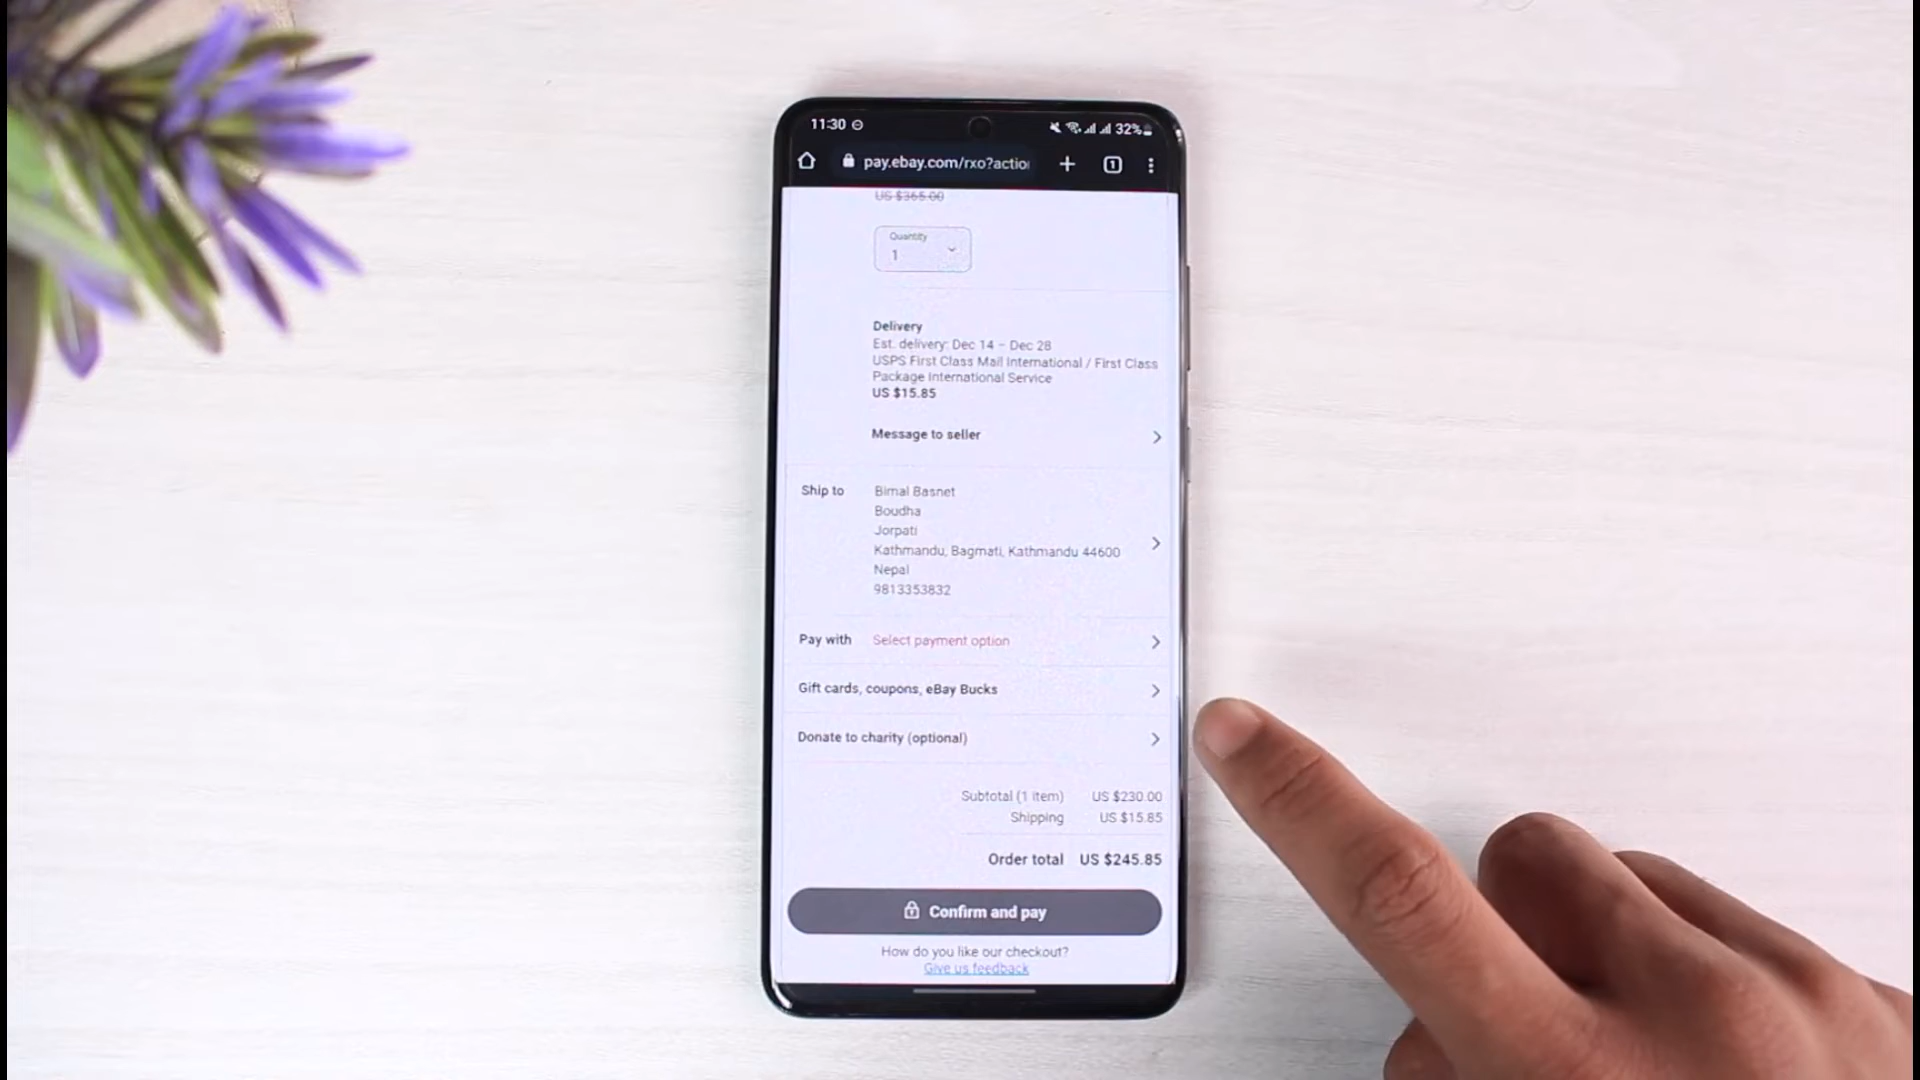 11:30
32%
pay.ebay.com/rxo?actio
1
US $365.00
Quantity
1
Delivery
Est. delivery: Dec 14 - Dec 28
USPS First Class Mail International / First Class
Package International Service
US $15.85
Message to seller
Ship to
Bimal Basnet
Boudha
Jorpati
Kathmandu, Bagmati, Kathmandu 44600
Nepal
9813353832
Pay with Select payment option
Gift cards, coupons, eBay Bucks
Donate to charity (optional)
Subtotal (1 item) US $230.00
Shipping US $15.85
Order total US $245.85
Confirm and pay
How do you like our checkout?
Give us feedback